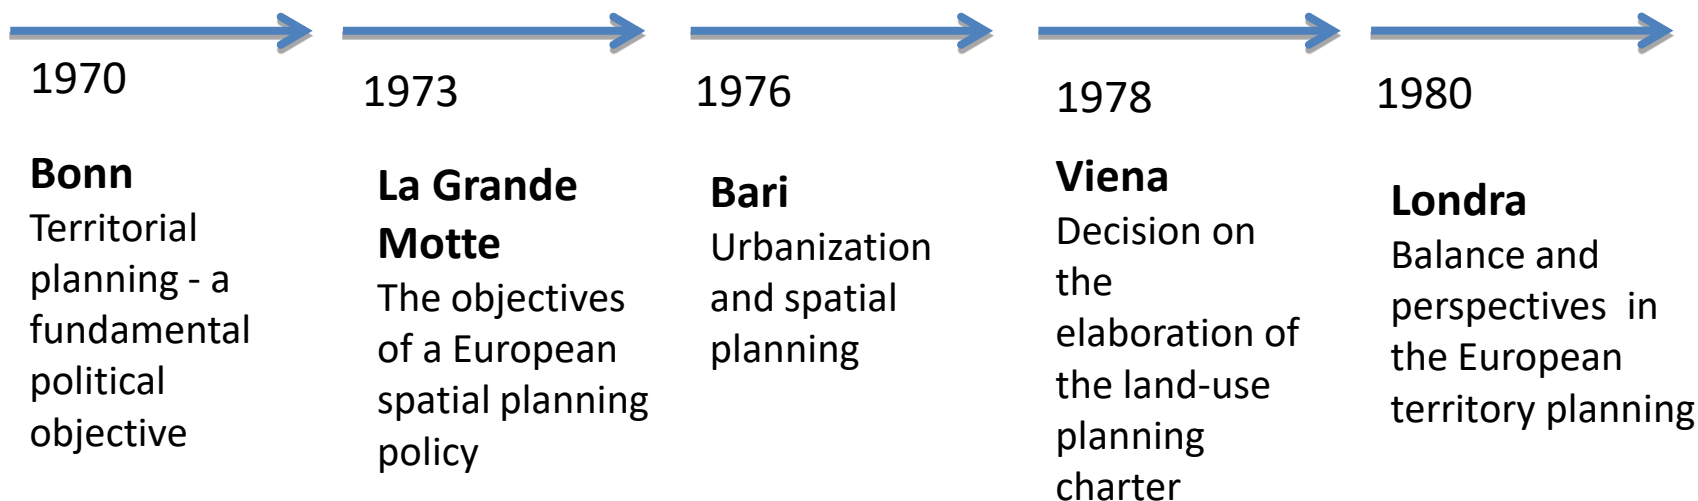 1970
Bonn
Territorial
planning - a
fundamental
political
objective
1973
La Grande
Motte
The objectives
of a European
spatial planning
policy
1976
Bari
Urbanization
and spatial
planning
1978
Viena
Decision on
the
elaboration of
the land-use
planning
charter
1980
Londra
Balance and
perspectives in
the European
territory planning